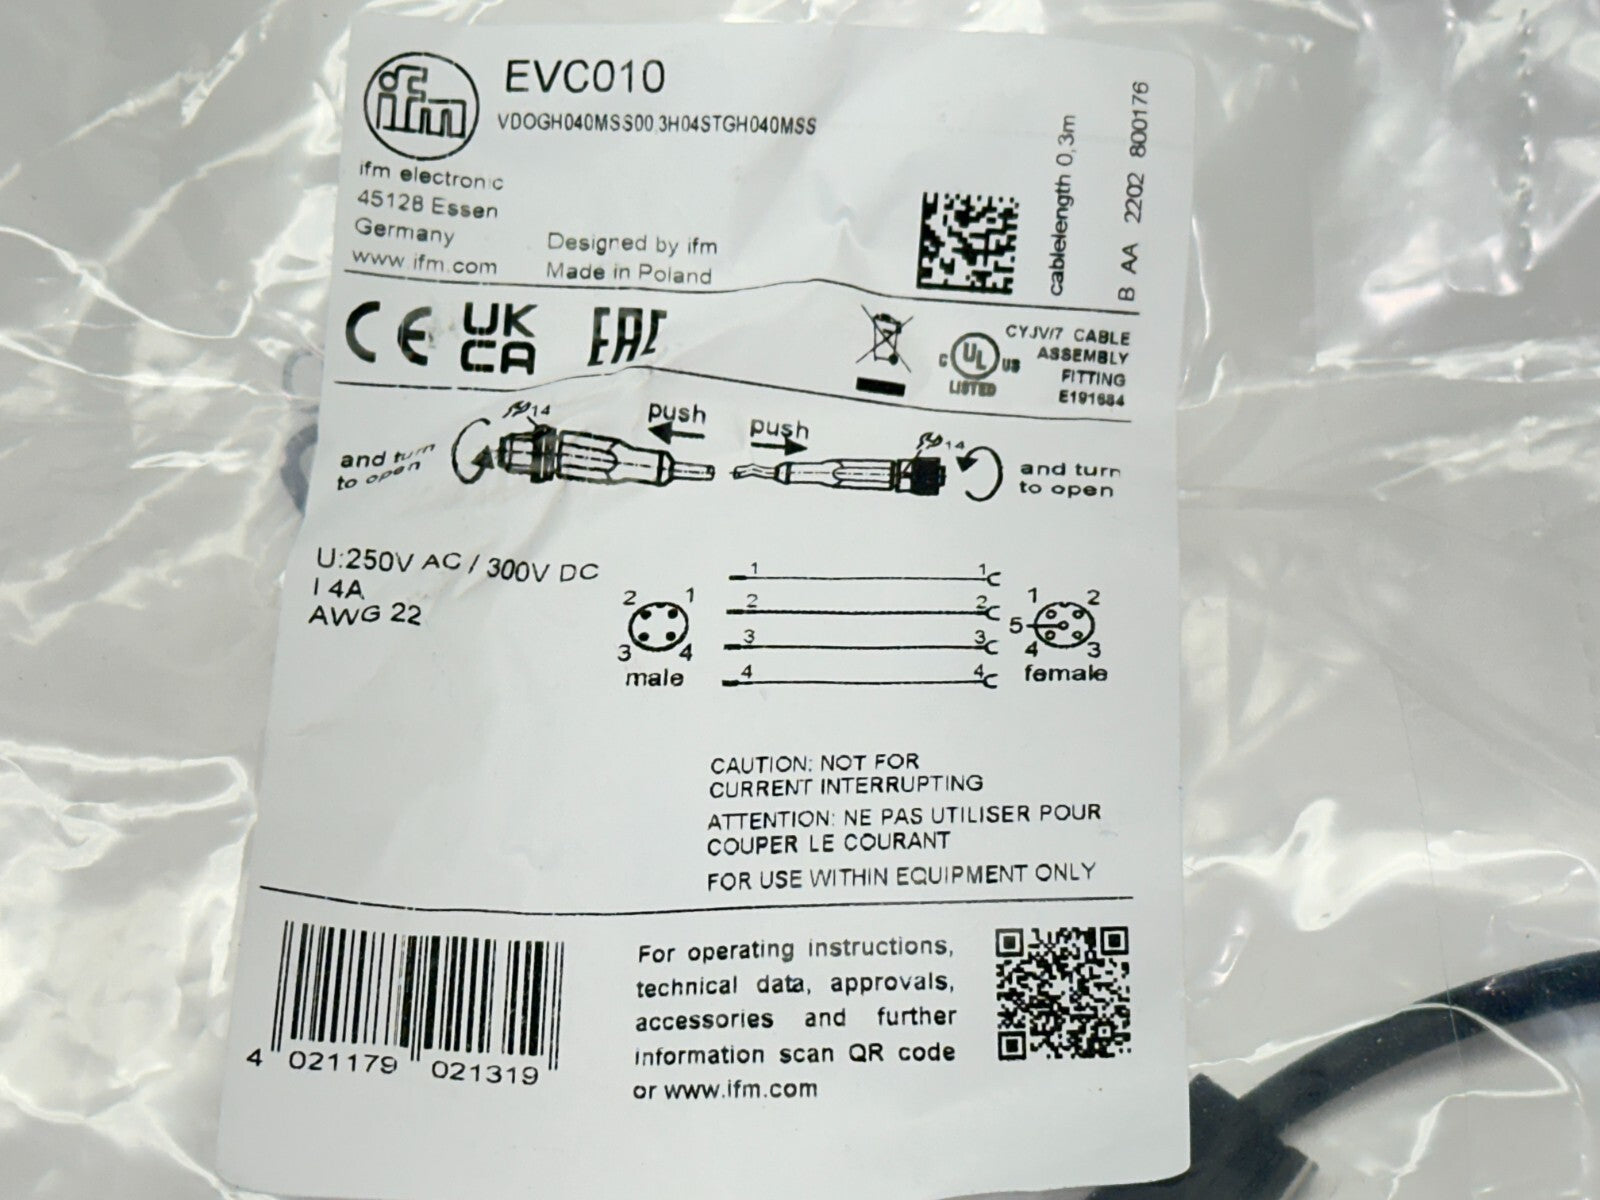 ifm
EVC010
VDOGH040MSS00,3H04STGH040MSS
ifm electronic
45128 Essen
Germany
www.ifm.com
Designed by ifm
Made in Poland
cablelength 0,3m
B AA 2202 800176
CE
UK
CA
EAC
C UL US
LISTED
CYJV/7 CABLE
ASSEMBLY
FITTING
E191684
and turn
to open
14
push
push
14
and turn
to open
U:250V AC / 300V DC
I 4A
AWG 22
2 1
3 4
male
1 1
2 2
3 3
4 4
1 2
5
4 3
female
CAUTION: NOT FOR
CURRENT INTERRUPTING
ATTENTION: NE PAS UTILISER POUR
COUPER LE COURANT
FOR USE WITHIN EQUIPMENT ONLY
4 021179 021319
For operating instructions,
technical data, approvals,
accessories and further
information scan QR code
or www.ifm.com